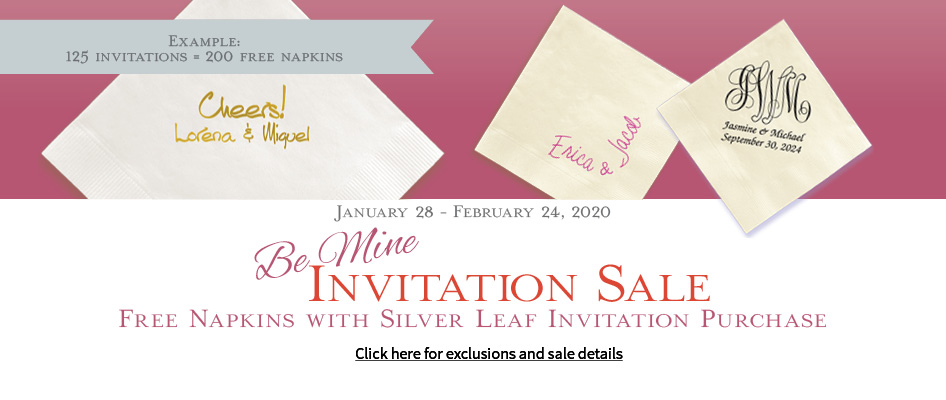 Example:
125 invitations = 200 free napkins
Cheers!
Lorena & Miquel
Erica & Jacob
Jasmine & Michael
September 30, 2024
January 28 - February 24, 2020
Be Mine
Invitation Sale
Free Napkins with Silver Leaf Invitation Purchase
Click here for exclusions and sale details